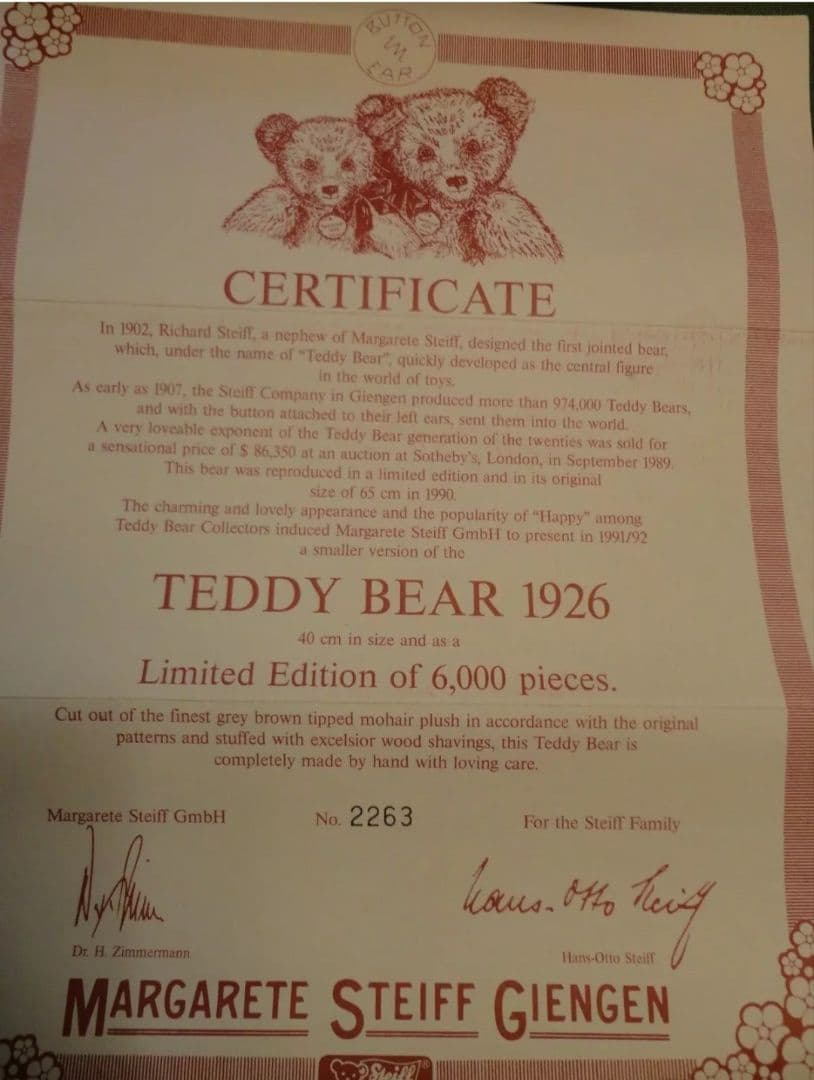 BUTTON
IN
EAR
CERTIFICATE
In 1902, Richard Steiff, a nephew of Margarete Steiff, designed the first jointed bear,
which, under the name of "Teddy Bear", quickly developed as the central figure
in the world of toys.
As early as 1907, the Steiff Company in Giengen produced more than 974,000 Teddy Bears,
and with the button attached to their left ears, sent them into the world.
A very loveable exponent of the Teddy Bear generation of the twenties was sold for
a sensational price of $ 86,350 at an auction at Sotheby's, London, in September 1989.
This bear was reproduced in a limited edition and in its original
size of 65 cm in 1990.
The charming and lovely appearance and the popularity of "Happy" among
Teddy Bear Collectors induced Margarete Steiff GmbH to present in 1991/92
a smaller version of the
TEDDY BEAR 1926
40 cm in size and as a
Limited Edition of 6,000 pieces.
Cut out of the finest grey brown tipped mohair plush in accordance with the original
patterns and stuffed with excelsior wood shavings, this Teddy Bear is
completely made by hand with loving care.
Margarete Steiff GmbH No. 2263 For the Steiff Family
Hans-Otto Steiff
Dr. H. Zimmermann Hans-Otto Steiff
MARGARETE STEIFF GIENGEN
Steiff ®